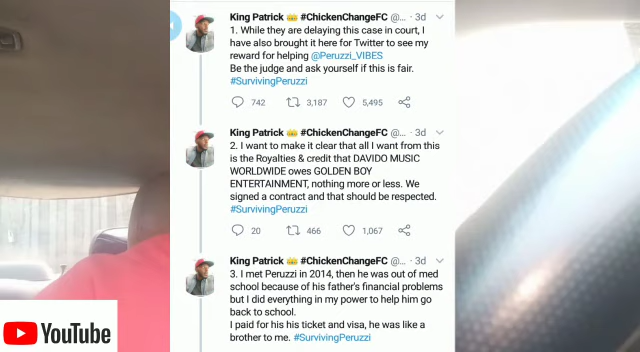 King Patrick 👑 #ChickenChangeFC @... · 3d
1. While they are delaying this case in court, I
have also brought it here for Twitter to see my
reward for helping @Peruzzi_VIBES
Be the judge and ask yourself if this is fair.
#SurvivingPeruzzi
742 3,187 5,495
King Patrick 👑 #ChickenChangeFC @... · 3d
2. I want to make it clear that all I want from this
is the Royalties & credit that DAVIDO MUSIC
WORLDWIDE owes GOLDEN BOY
ENTERTAINMENT, nothing more or less. We
signed a contract and that should be respected.
#SurvivingPeruzzi
20 466 1,067
King Patrick 👑 #ChickenChangeFC @... · 3d
3. I met Peruzzi in 2014, then he was out of med
school because of his father's financial problems
but I did everything in my power to help him go
back to school.
I paid for his his ticket and visa, he was like a
brother to me. #SurvivingPeruzzi
YouTube